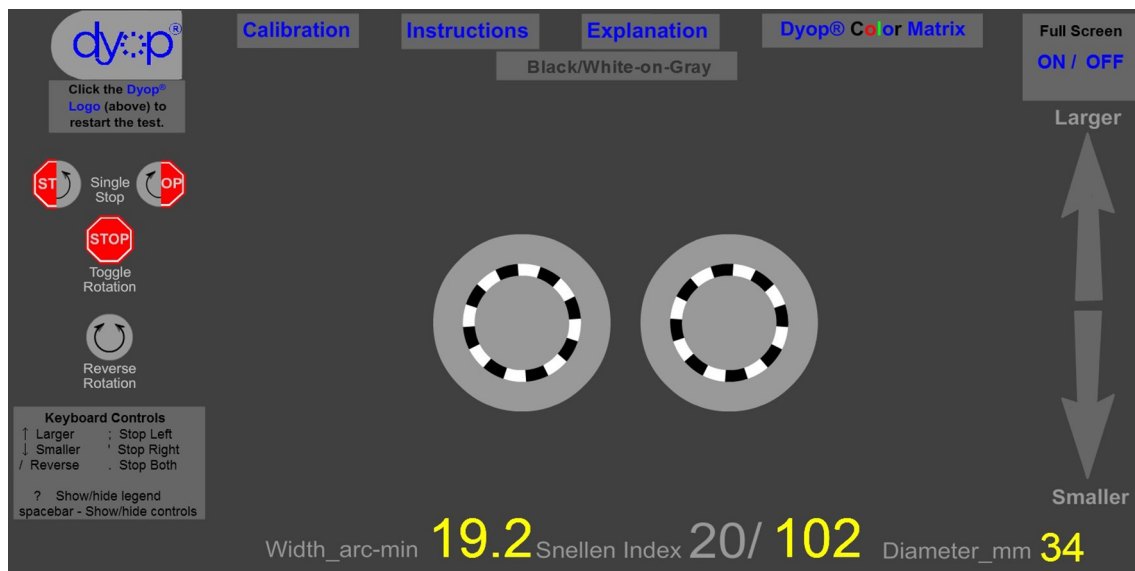 dyop®
Click the Dyop®
Logo (above) to
restart the test.
Calibration
Instructions
Explanation
Dyop® Color Matrix
Black/White-on-Gray
Full Screen
ON / OFF
Larger
ST
Single
Stop
OP
STOP
Toggle
Rotation
Reverse
Rotation
Keyboard Controls
↑ Larger ; Stop Left
↓ Smaller ' Stop Right
/ Reverse . Stop Both
? Show/hide legend
spacebar - Show/hide controls
Smaller
Width_arc-min 19.2 Snellen Index 20/ 102 Diameter_mm 34